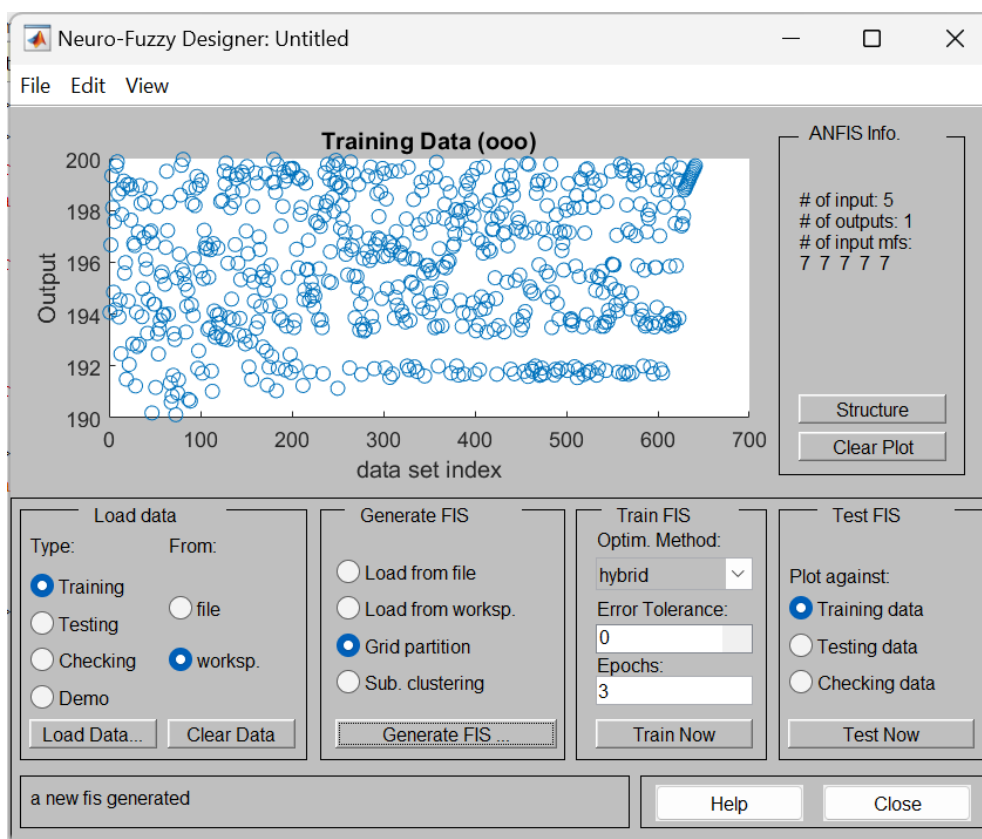 Neuro-Fuzzy Designer: Untitled
File Edit View
Training Data (ooo)
200
198
196
194
192
190
Output
0 100 200 300 400 500 600 700
data set index
ANFIS Info.
# of input: 5
# of outputs: 1
# of input mfs:
7 7 7 7 7
Structure
Clear Plot
Load data
Type: From:
Training
file
Testing
Checking
worksp.
Demo
Load Data... Clear Data
Generate FIS
Load from file
Load from worksp.
Grid partition
Sub. clustering
Generate FIS ...
Train FIS
Optim. Method:
hybrid
Error Tolerance:
0
Epochs:
3
Train Now
Test FIS
Plot against:
Training data
Testing data
Checking data
Test Now
a new fis generated
Help Close